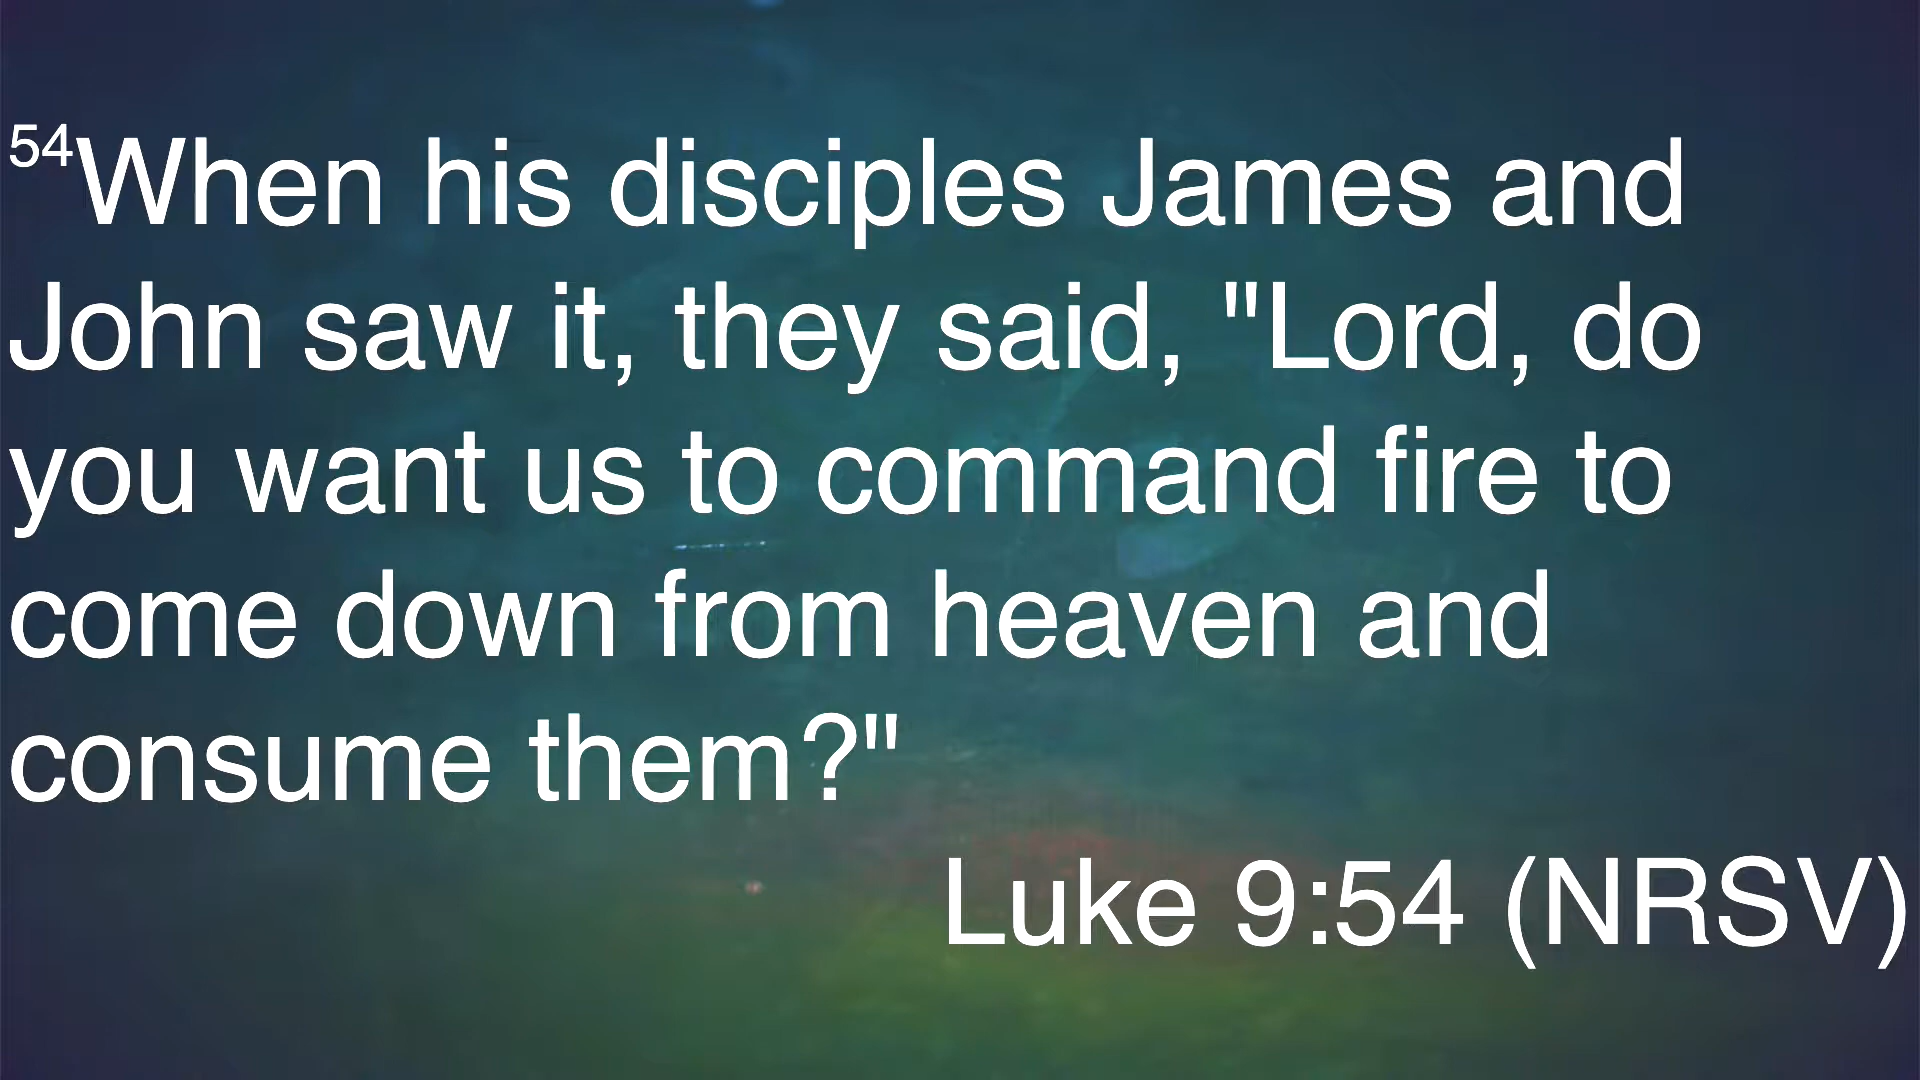 54When his disciples James and
John saw it, they said, "Lord, do
you want us to command fire to
come down from heaven and
consume them?"
Luke 9:54 (NRSV)